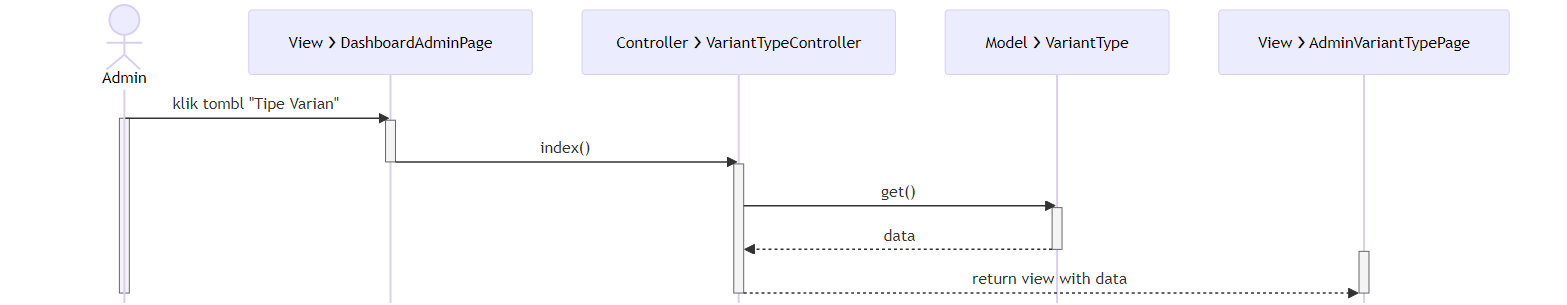 View > DashboardAdminPage
Controller > VariantTypeController
Model > VariantType
View > AdminVariantTypePage
Admin
klik tombl "Tipe Varian"
index()
get()
data
return view with data